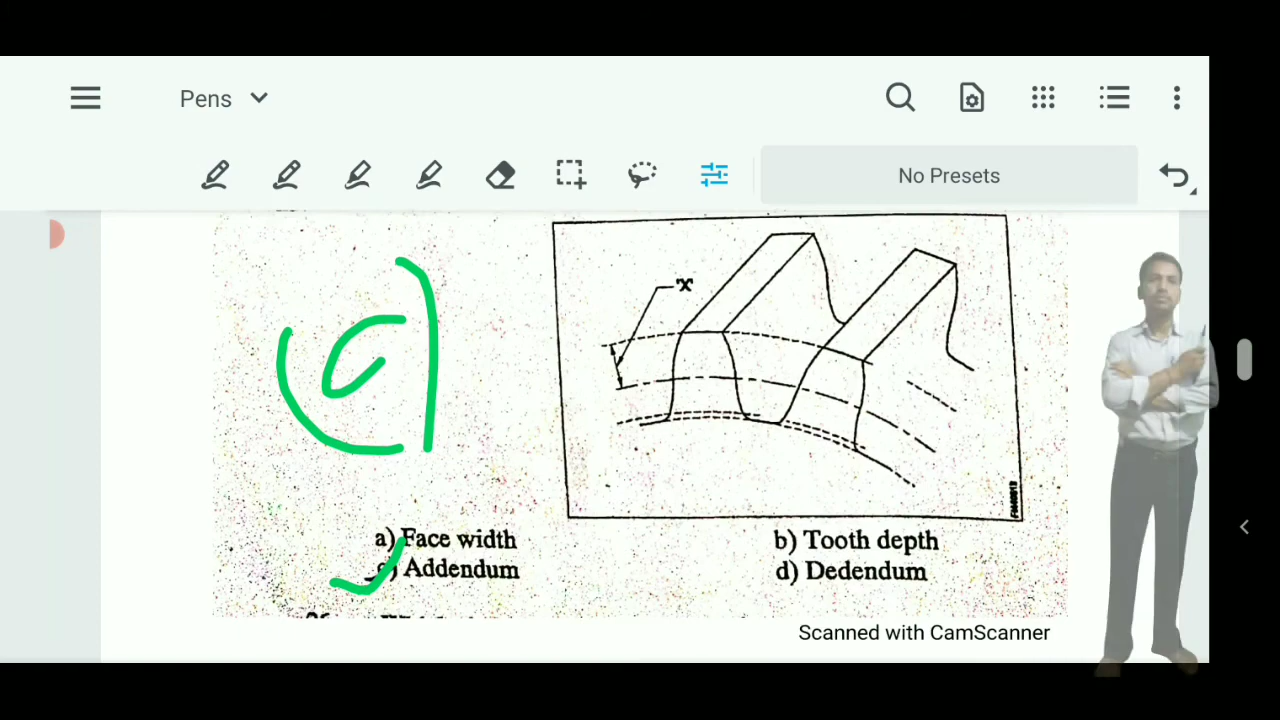 Pens
No Presets
'X'
(C)
a) Face width
b) Tooth depth
c) Addendum
d) Dedendum
Scanned with CamScanner